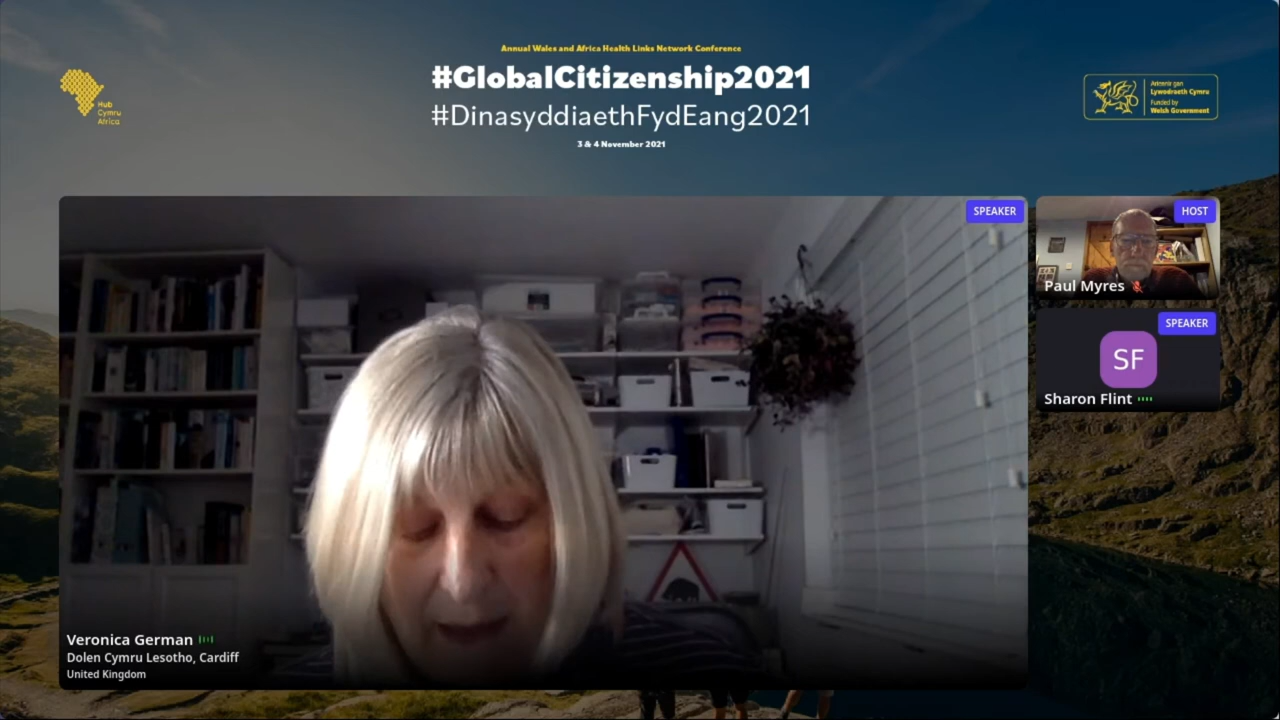 Annual Wales and Africa Health Links Network Conference
#GlobalCitizenship2021
#DinasyddiaethFydEang2021
3 & 4 November 2021
Hub
Cymru
Africa
Ariennir gan
Lywodraeth Cymru
Funded by
Welsh Government
SPEAKER
HOST
Paul Myres
SPEAKER
SF
Sharon Flint
Veronica German
Dolen Cymru Lesotho, Cardiff
United Kingdom